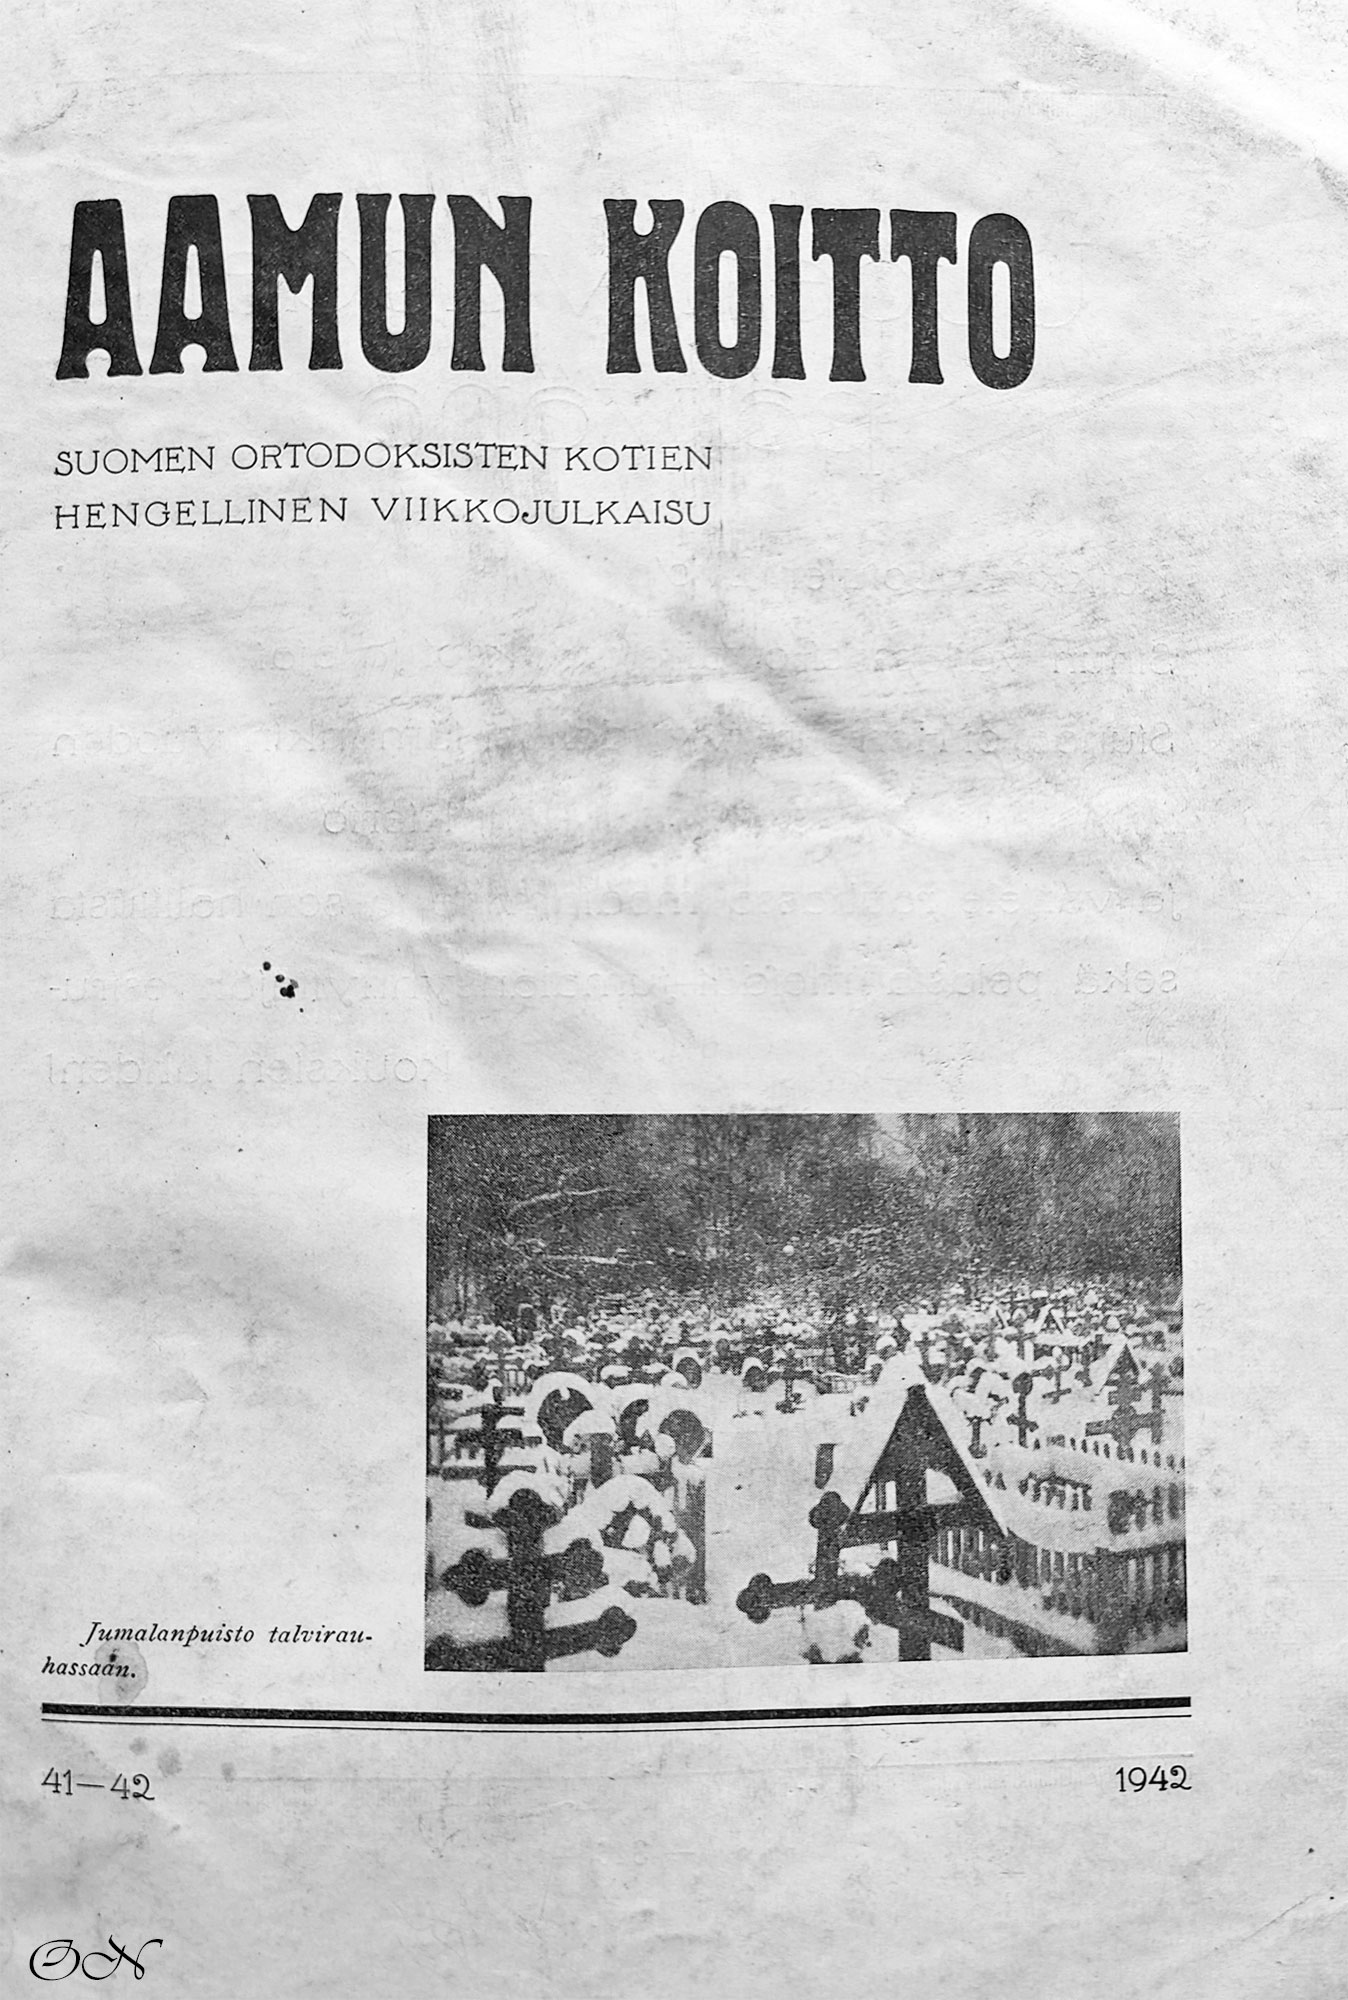 AAMUN KOITTO
SUOMEN ORTODOKSISTEN KOTIEN
HENGELLINEN VIIKKOJULKAISU
Jumalanpuisto talvirau-
hassaan.
41—42
1942
ON